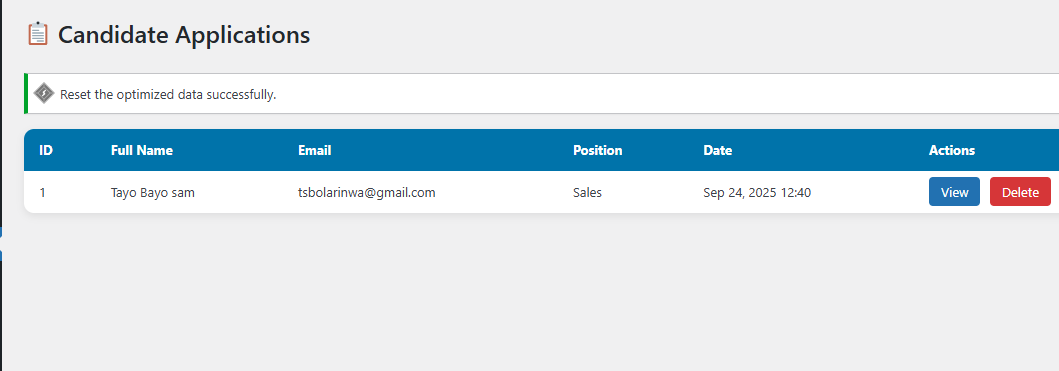 Candidate Applications
Reset the optimized data successfully.
ID Full Name Email Position Date Actions
1 Tayo Bayo sam tsbolarinwa@gmail.com Sales Sep 24, 2025 12:40 View Delete